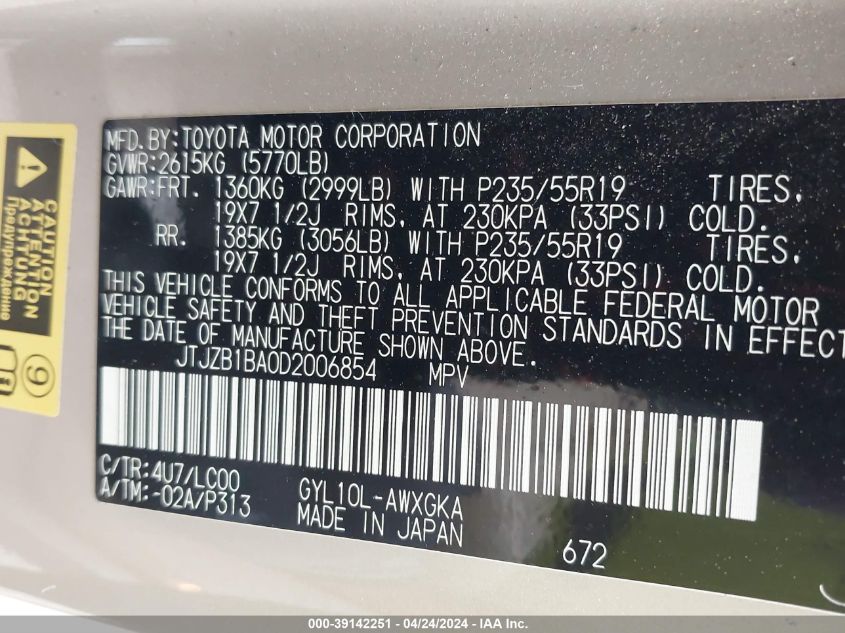 MFD.BY:TOYOTA MOTOR CORPORATION
GVWR:2615KG (5770LB)
GAWR:FRT. 1360KG (2999LB) WITH P235/55R19 TIRES,
19X7 1/2J RIMS, AT 230KPA (33PSI) COLD.
RR. 1385KG (3056LB) WITH P235/55R19 TIRES,
19X7 1/2J RIMS, AT 230KPA (33PSI) COLD.
THIS VEHICLE CONFORMS TO ALL APPLICABLE FEDERAL MOTOR
VEHICLE SAFETY AND THEFT PREVENTION STANDARDS IN EFFECT
THE DATE OF MANUFACTURE SHOWN ABOVE.
JTJZB1BA0D2006854 MPV
C/TR:4U7/LC00
A/TM:-02A/P313
GYL10L-AWXGKA
MADE IN JAPAN
672
CAUTION
ATTENTION
ACHTUNG
Предупреждение
9
000-39142251 - 04/24/2024 - IAA Inc.